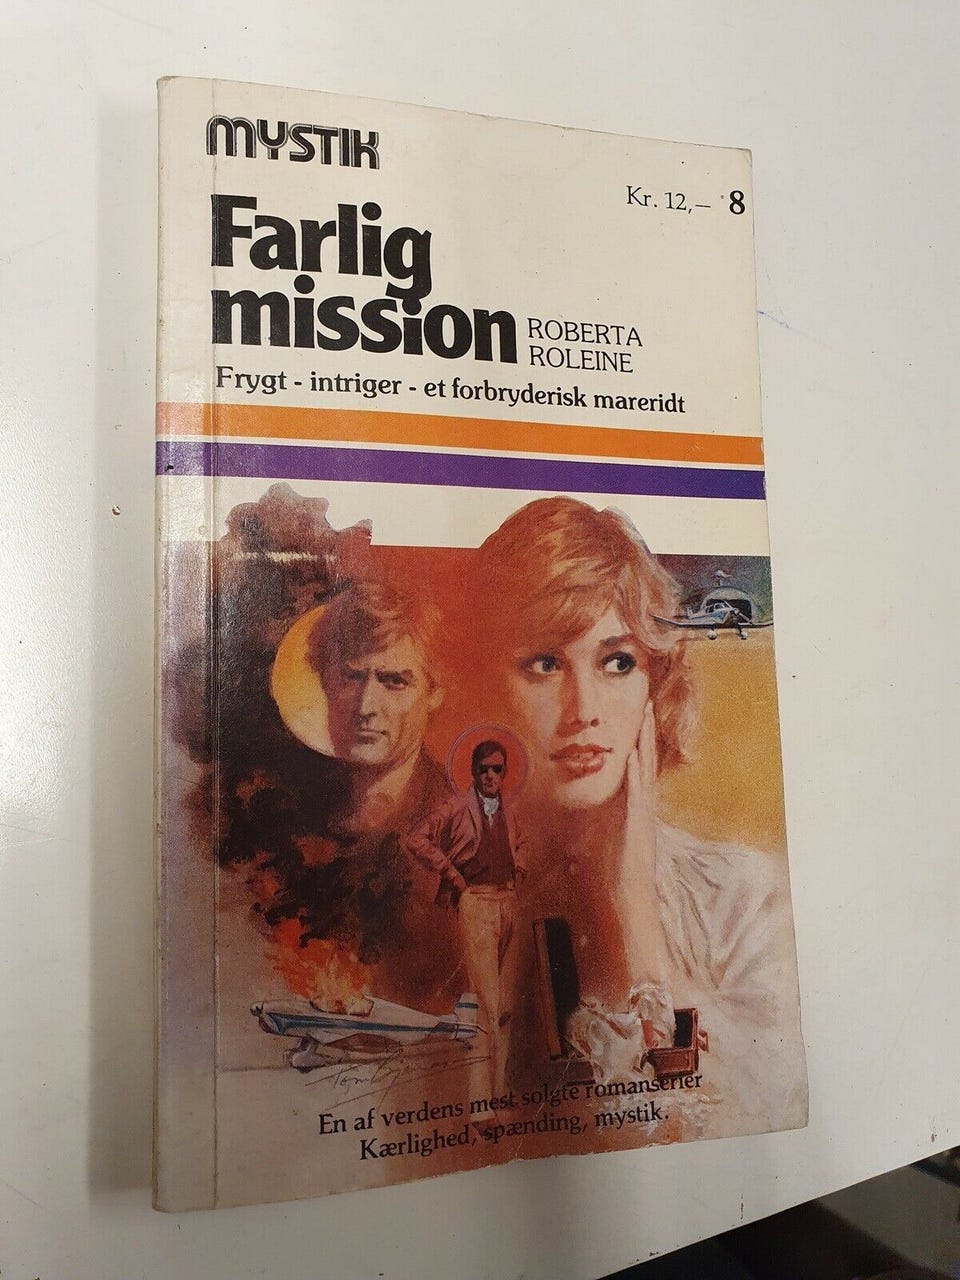 MYSTIK
Kr. 12,– 8
Farlig
mission
ROBERTA
ROLEINE
Frygt - intriger - et forbryderisk mareridt
En af verdens mest solgte romanserier
Kærlighed, spænding, mystik.